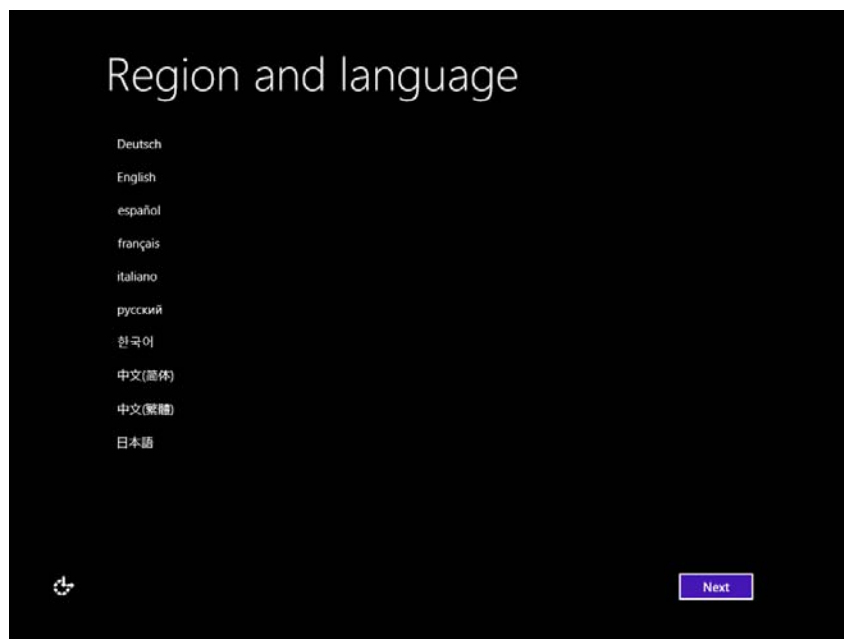 Region and language
Deutsch
English
español
français
italiano
русский
한국어
中文(简体)
中文(繁體)
日本語
Next